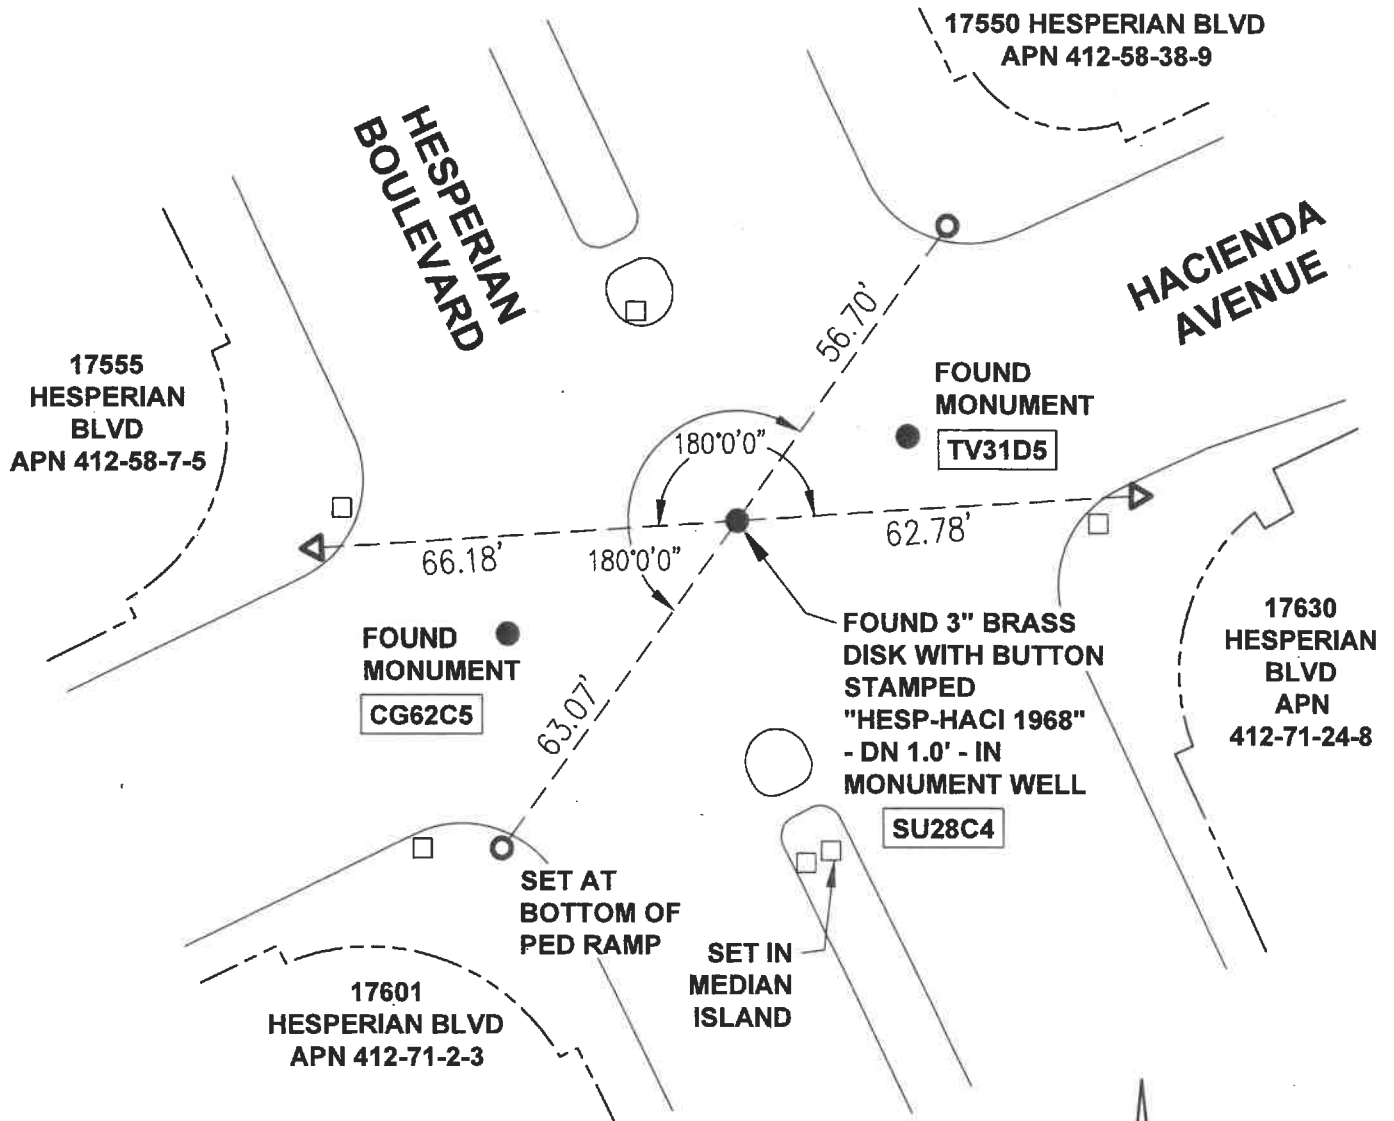 17550 HESPERIAN BLVD
APN 412-58-38-9
HESPERIAN
BOULEVARD
HACIENDA
AVENUE
17555
HESPERIAN
BLVD
APN 412-58-7-5
56.70'
FOUND
MONUMENT
TV31D5
180°0'0"
66.18'
180°0'0"
62.78'
FOUND
MONUMENT
CG62C5
63.07'
FOUND 3" BRASS
DISK WITH BUTTON
STAMPED
"HESP-HACI 1968"
- DN 1.0' - IN
MONUMENT WELL
SU28C4
17630
HESPERIAN
BLVD
APN
412-71-24-8
SET AT
BOTTOM OF
PED RAMP
SET IN
MEDIAN
ISLAND
17601
HESPERIAN BLVD
APN 412-71-2-3